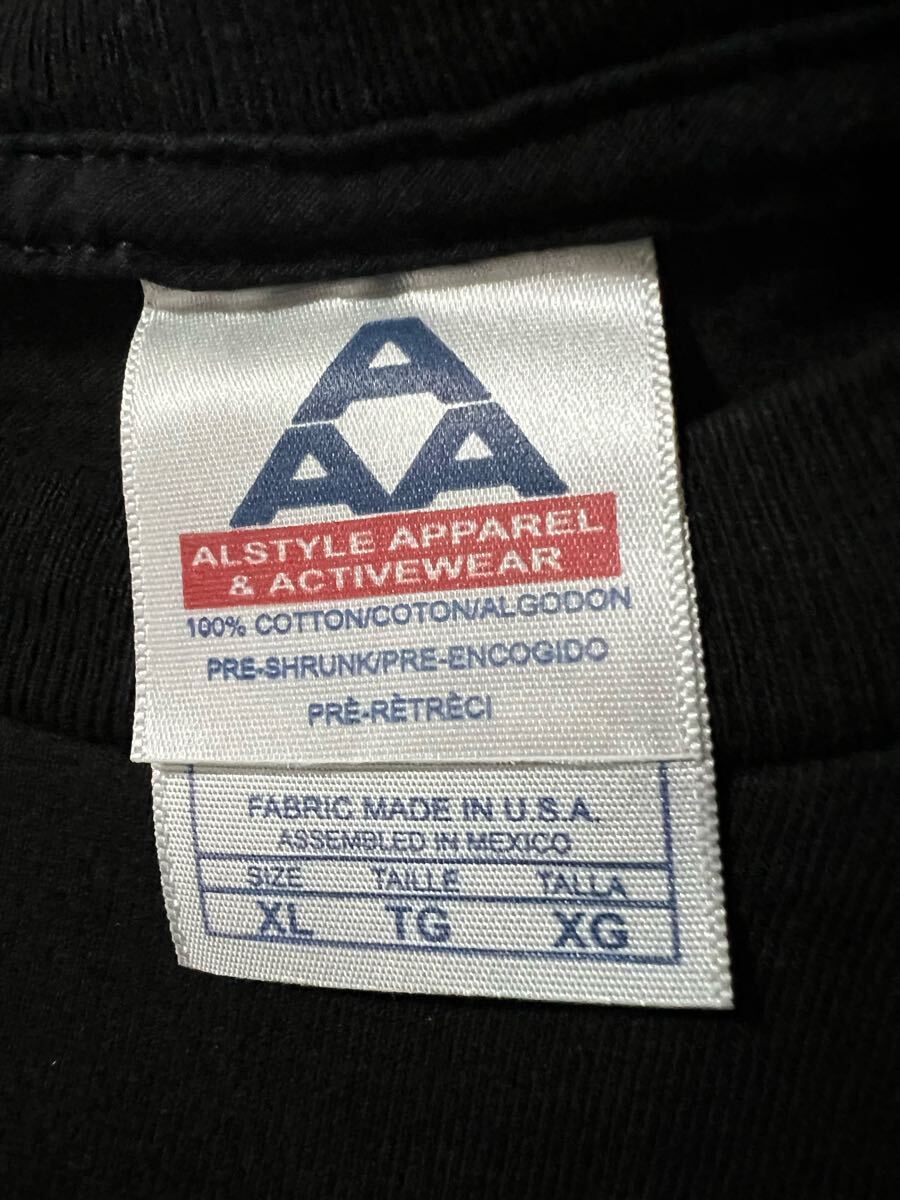 A
AA
ALSTYLE APPAREL
& ACTIVEWEAR
100% COTTON/COTON/ALGODON
PRE-SHRUNK/PRE-ENCOGIDO
PRÈ-RÈTRÈCI
FABRIC MADE IN U.S.A.
ASSEMBLED IN MEXICO
SIZE TAILLE TALLA
XL TG XG